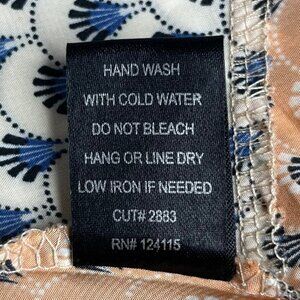 HAND WASH
WITH COLD WATER
DO NOT BLEACH
HANG OR LINE DRY
LOW IRON IF NEEDED
CUT# 2883
RN# 124115